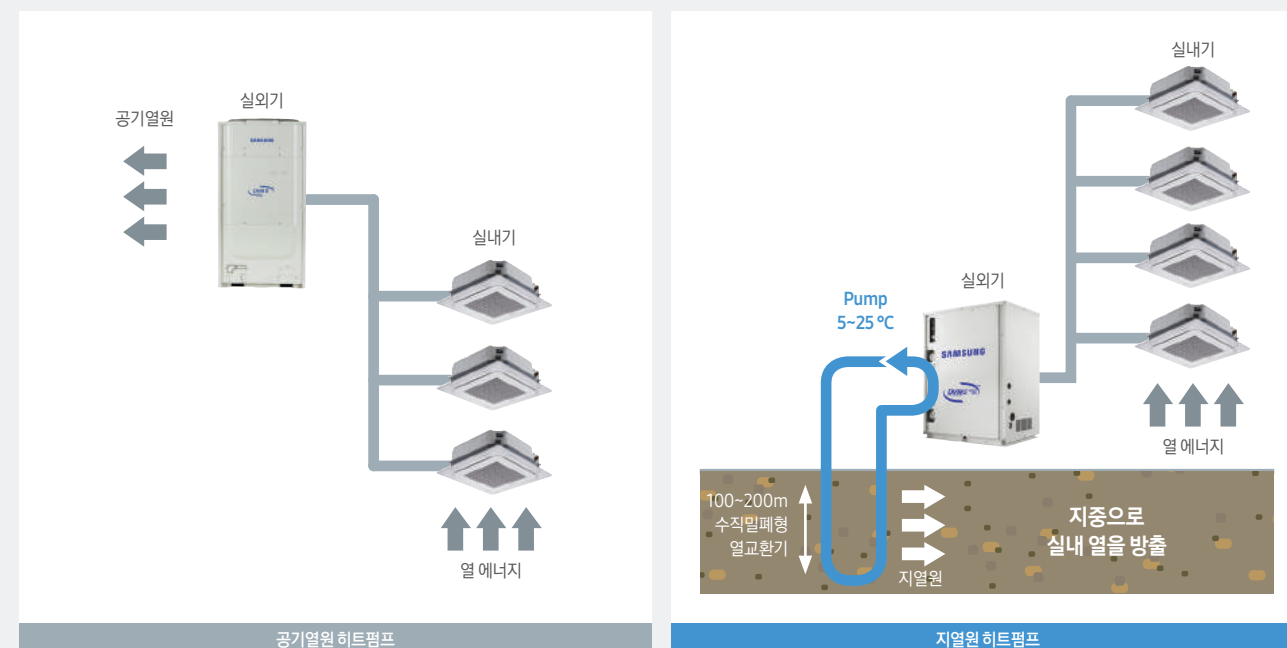 실외기
공기열원
SAMSUNG
실내기
열 에너지
공기열원 히트펌프
실내기
실외기
Pump
5~25 ℃
SAMSUNG
열 에너지
100~200m
수직밀폐형
열교환기
지열원
지중으로
실내 열을 방출
지열원 히트펌프